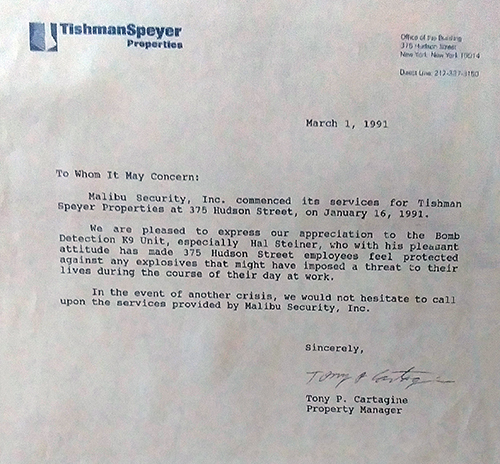 TishmanSpeyer
Properties
Office of the Building
375 Hudson Street
New York, New York 10014
Direct Line: 212-337-3150
March 1, 1991
To Whom It May Concern:
Malibu Security, Inc. commenced its services for Tishman
Speyer Properties at 375 Hudson Street, on January 16, 1991.
We are pleased to express our appreciation to the Bomb
Detection K9 Unit, especially Hal Steiner, who with his pleasant
attitude has made 375 Hudson Street employees feel protected
against any explosives that might have imposed a threat to their
lives during the course of their day at work.
In the event of another crisis, we would not hesitate to call
upon the services provided by Malibu Security, Inc.
Sincerely,
Tony P Cartagine
Tony P. Cartagine
Property Manager